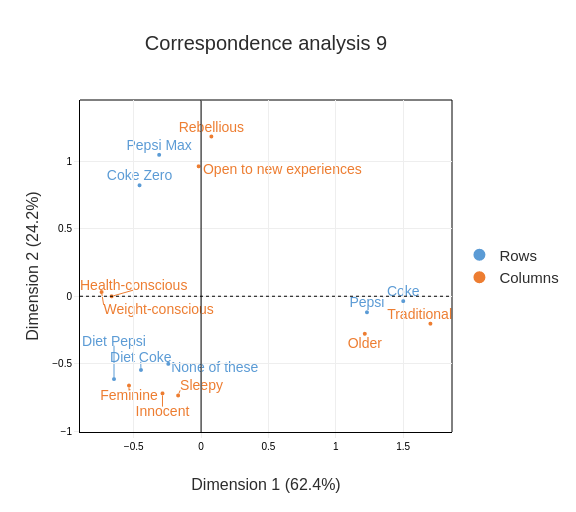 Correspondence analysis 9
Rebellious
Pepsi Max
Open to new experiences
Coke Zero
Health-conscious
Weight-conscious
Coke
Pepsi
Traditional
Older
Diet Pepsi
Diet Coke
None of these
Sleepy
Feminine
Innocent
1
0.5
0
−0.5
−1
−0.5
0
0.5
1
1.5
Dimension 1 (62.4%)
Dimension 2 (24.2%)
Rows
Columns